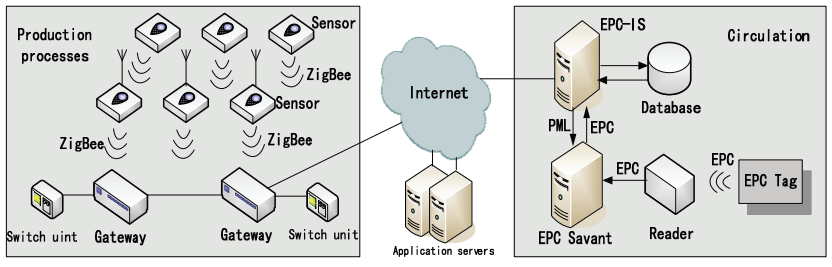 Production
processes
Sensor
ZigBee
Sensor
ZigBee
ZigBee
Switch uint
Gateway
Gateway
Switch unit
Internet
Application servers
EPC-IS
Circulation
Database
PML
EPC
EPC
EPC
EPC Tag
EPC Savant
Reader